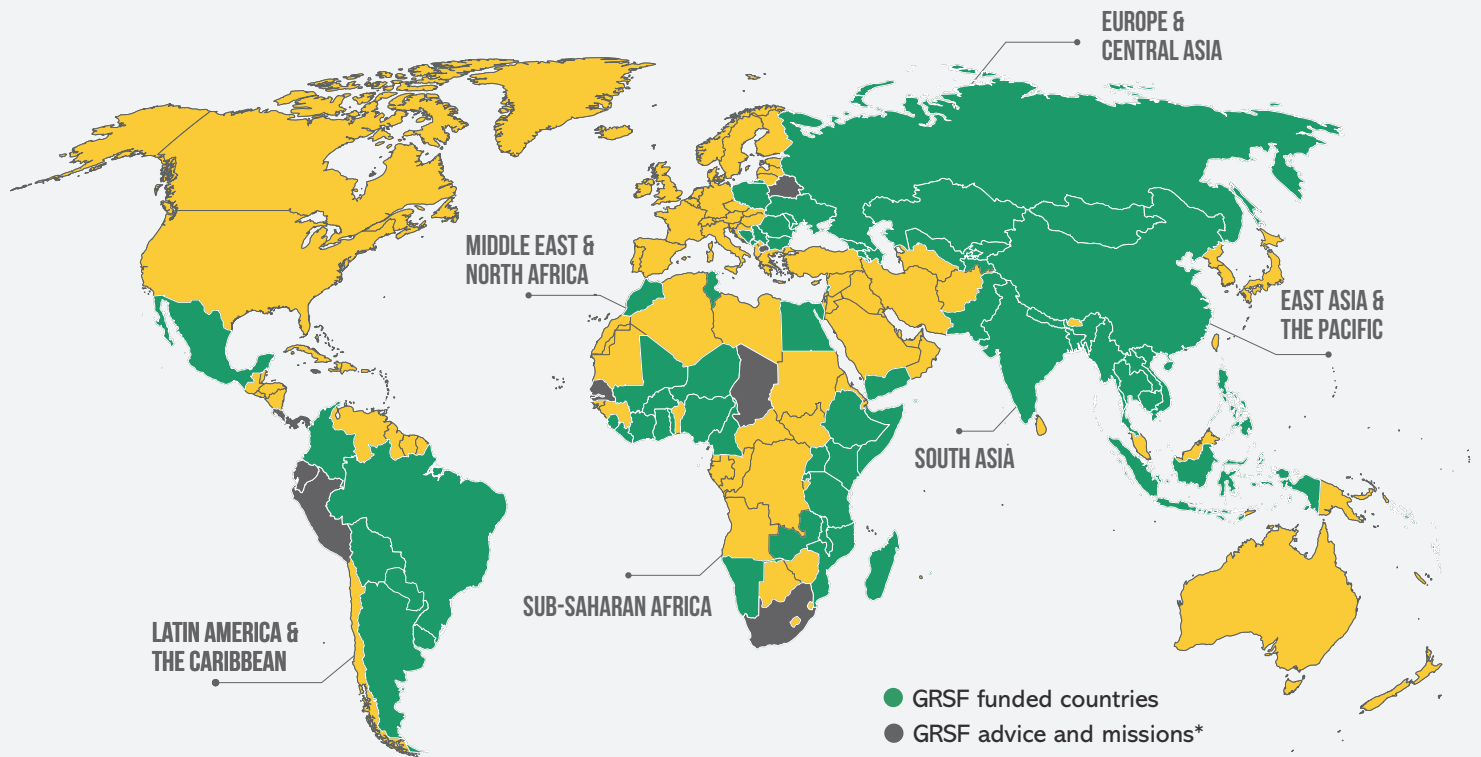 EUROPE &
CENTRAL ASIA
MIDDLE EAST &
NORTH AFRICA
EAST ASIA &
THE PACIFIC
SOUTH ASIA
SUB-SAHARAN AFRICA
LATIN AMERICA &
THE CARIBBEAN
GRSF funded countries
GRSF advice and missions*